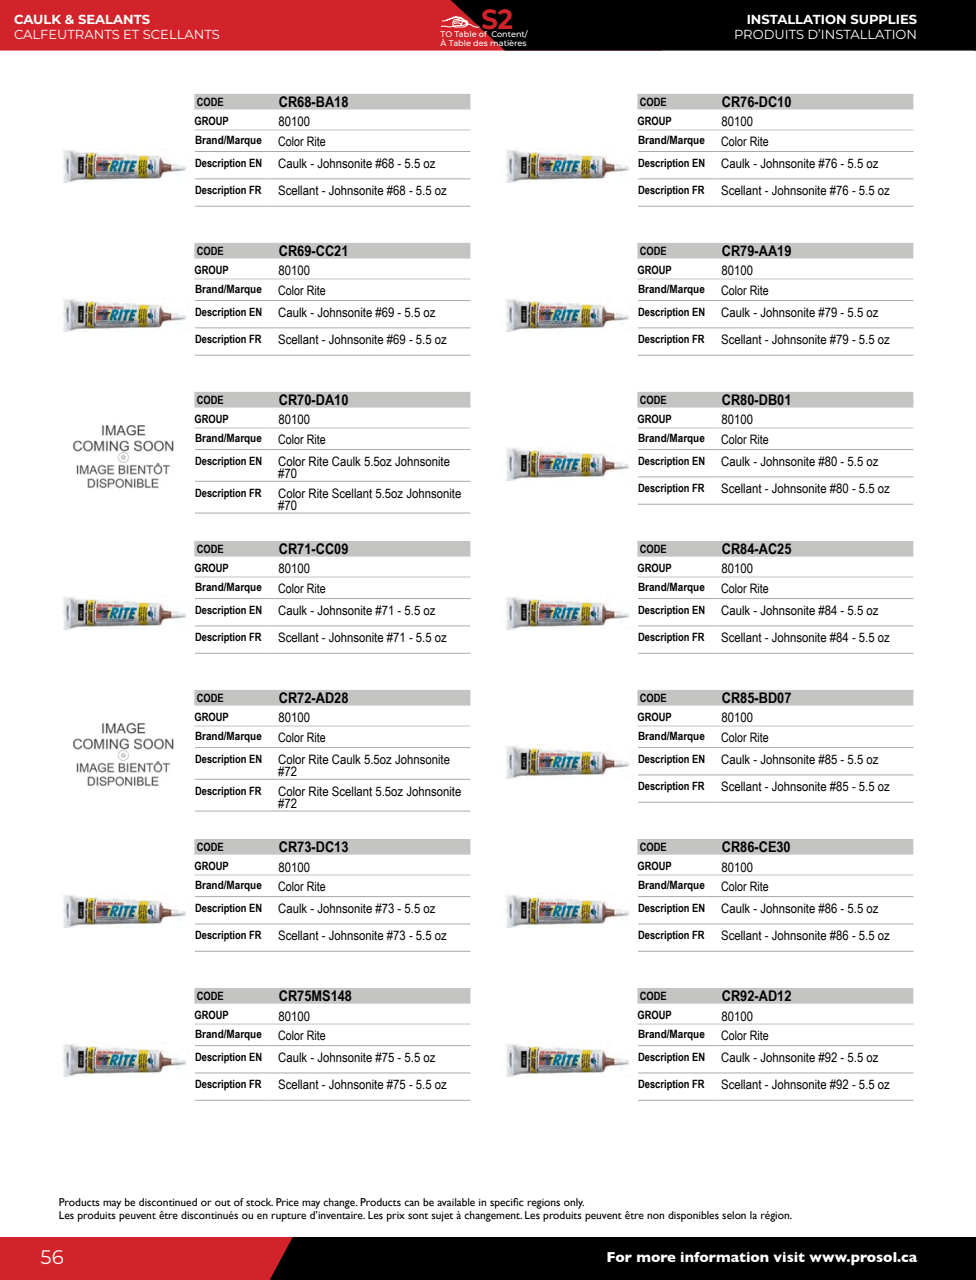 CAULK & SEALANTS
CALFEUTRANTS ET SCELLANTS
S2
TO Table of Content/
À Table des matières
INSTALLATION SUPPLIES
PRODUITS D'INSTALLATION
CODE CR68-BA18
GROUP 80100
Brand/Marque Color Rite
Description EN Caulk - Johnsonite #68 - 5.5 oz
Description FR Scellant - Johnsonite #68 - 5.5 oz
RITE
CODE CR69-CC21
GROUP 80100
Brand/Marque Color Rite
Description EN Caulk - Johnsonite #69 - 5.5 oz
Description FR Scellant - Johnsonite #69 - 5.5 oz
RITE
IMAGE
COMING SOON
IMAGE BIENTÔT
DISPONIBLE
CODE CR70-DA10
GROUP 80100
Brand/Marque Color Rite
Description EN Color Rite Caulk 5.5oz Johnsonite
#70
Description FR Color Rite Scellant 5.5oz Johnsonite
#70
CODE CR71-CC09
GROUP 80100
Brand/Marque Color Rite
Description EN Caulk - Johnsonite #71 - 5.5 oz
Description FR Scellant - Johnsonite #71 - 5.5 oz
RITE
IMAGE
COMING SOON
IMAGE BIENTÔT
DISPONIBLE
CODE CR72-AD28
GROUP 80100
Brand/Marque Color Rite
Description EN Color Rite Caulk 5.5oz Johnsonite
#72
Description FR Color Rite Scellant 5.5oz Johnsonite
#72
CODE CR73-DC13
GROUP 80100
Brand/Marque Color Rite
Description EN Caulk - Johnsonite #73 - 5.5 oz
Description FR Scellant - Johnsonite #73 - 5.5 oz
RITE
CODE CR75MS148
GROUP 80100
Brand/Marque Color Rite
Description EN Caulk - Johnsonite #75 - 5.5 oz
Description FR Scellant - Johnsonite #75 - 5.5 oz
RITE
CODE CR76-DC10
GROUP 80100
Brand/Marque Color Rite
Description EN Caulk - Johnsonite #76 - 5.5 oz
Description FR Scellant - Johnsonite #76 - 5.5 oz
RITE
CODE CR79-AA19
GROUP 80100
Brand/Marque Color Rite
Description EN Caulk - Johnsonite #79 - 5.5 oz
Description FR Scellant - Johnsonite #79 - 5.5 oz
RITE
CODE CR80-DB01
GROUP 80100
Brand/Marque Color Rite
Description EN Caulk - Johnsonite #80 - 5.5 oz
Description FR Scellant - Johnsonite #80 - 5.5 oz
RITE
CODE CR84-AC25
GROUP 80100
Brand/Marque Color Rite
Description EN Caulk - Johnsonite #84 - 5.5 oz
Description FR Scellant - Johnsonite #84 - 5.5 oz
RITE
CODE CR85-BD07
GROUP 80100
Brand/Marque Color Rite
Description EN Caulk - Johnsonite #85 - 5.5 oz
Description FR Scellant - Johnsonite #85 - 5.5 oz
RITE
CODE CR86-CE30
GROUP 80100
Brand/Marque Color Rite
Description EN Caulk - Johnsonite #86 - 5.5 oz
Description FR Scellant - Johnsonite #86 - 5.5 oz
RITE
CODE CR92-AD12
GROUP 80100
Brand/Marque Color Rite
Description EN Caulk - Johnsonite #92 - 5.5 oz
Description FR Scellant - Johnsonite #92 - 5.5 oz
RITE
Products may be discontinued or out of stock. Price may change. Products can be available in specific regions only.
Les produits peuvent être discontinués ou en rupture d'inventaire. Les prix sont sujet à changement. Les produits peuvent être non disponibles selon la région.
56
For more information visit www.prosol.ca